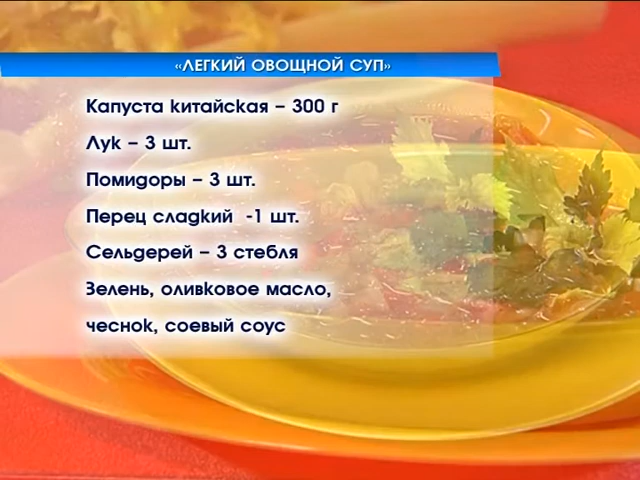 «ЛЕГКИЙ ОВОЩНОЙ СУП»
Капуста китайская – 300 г
Лук – 3 шт.
Помидоры – 3 шт.
Перец сладкий -1 шт.
Сельдерей – 3 стебля
Зелень, оливковое масло,
чеснок, соевый соус